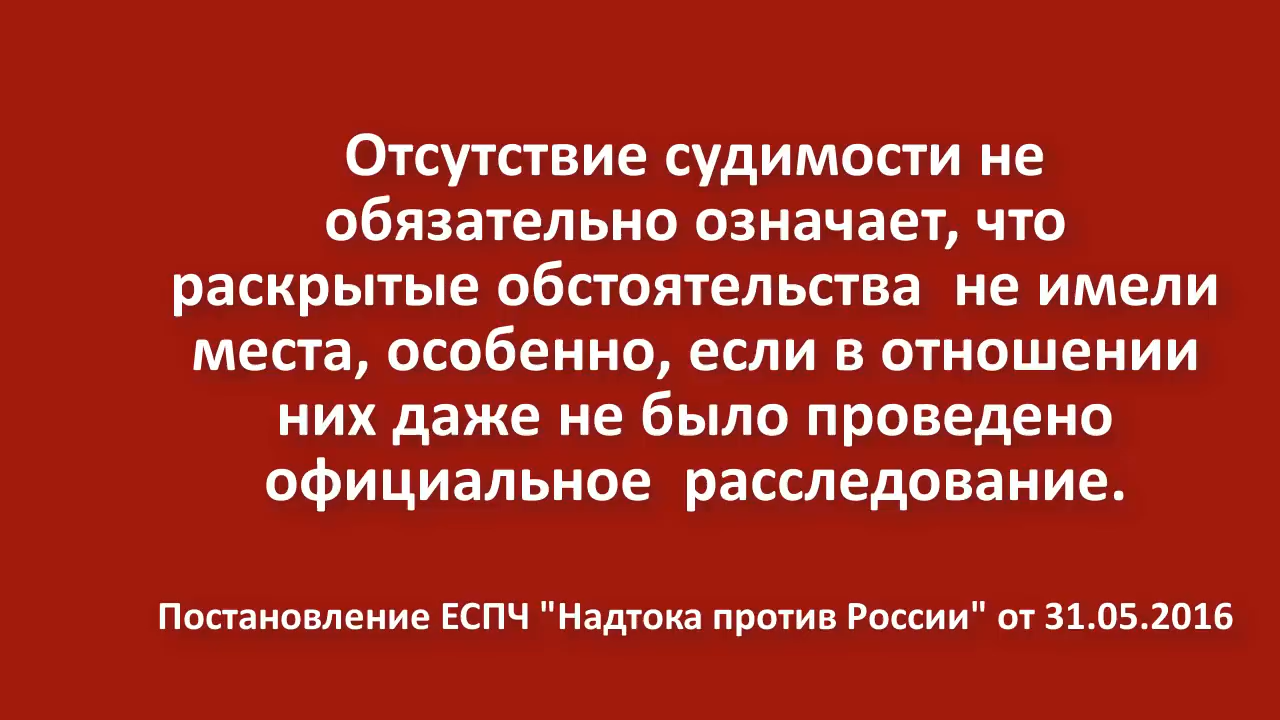 Отсутствие судимости не
обязательно означает, что
раскрытые обстоятельства не имели
места, особенно, если в отношении
них даже не было проведено
официальное расследование.
Постановление ЕСПЧ "Надтока против России" от 31.05.2016